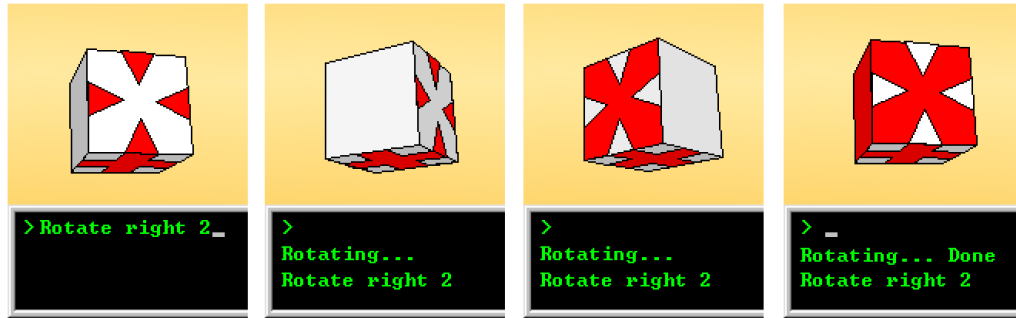 >Rotate right 2_
>
Rotating...
Rotate right 2
>
Rotating...
Rotate right 2
> _
Rotating... Done
Rotate right 2